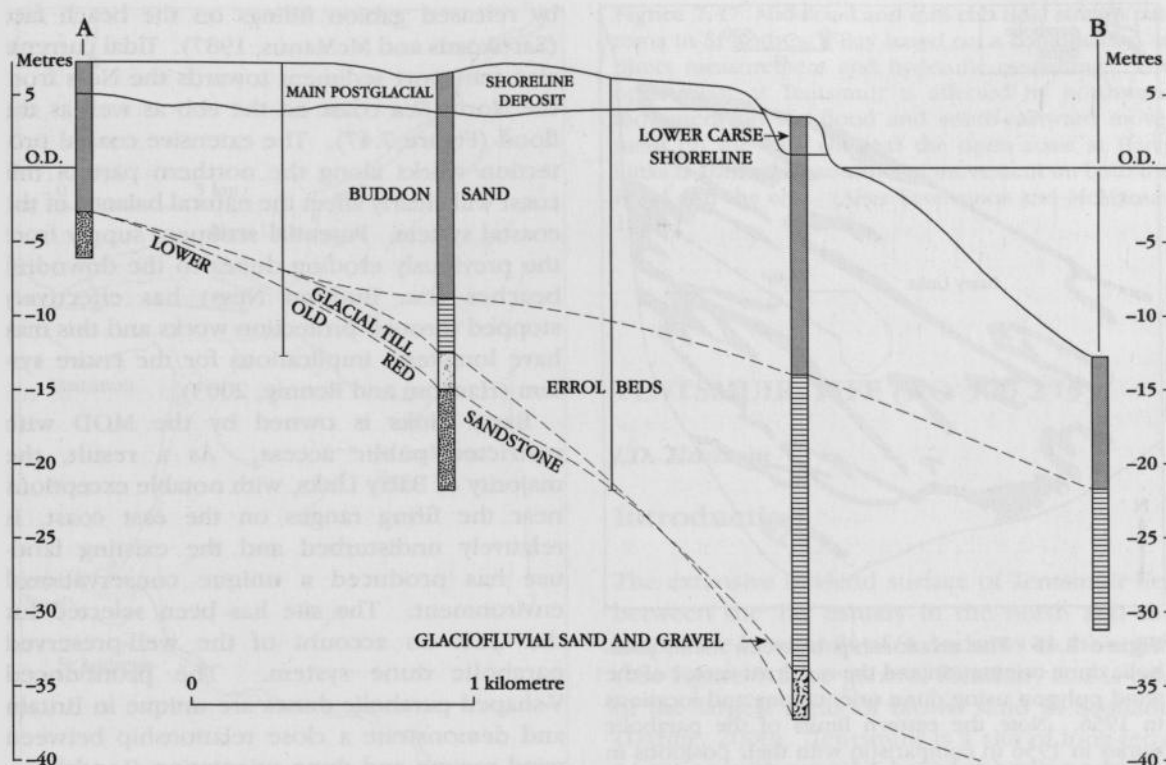 A B
Metres Metres
MAIN POSTGLACIAL SHORELINE DEPOSIT
5 5
LOWER CARSE SHORELINE
O.D. O.D.
BUDDON SAND
-5 -5
LOWER OLD RED SANDSTONE
GLACIAL TILL
-10 -10
-15 -15
ERROL BEDS
-20 -20
-25 -25
-30 -30
GLACIOFLUVIAL SAND AND GRAVEL
-35 -35
0 1 kilometre
-40 -40